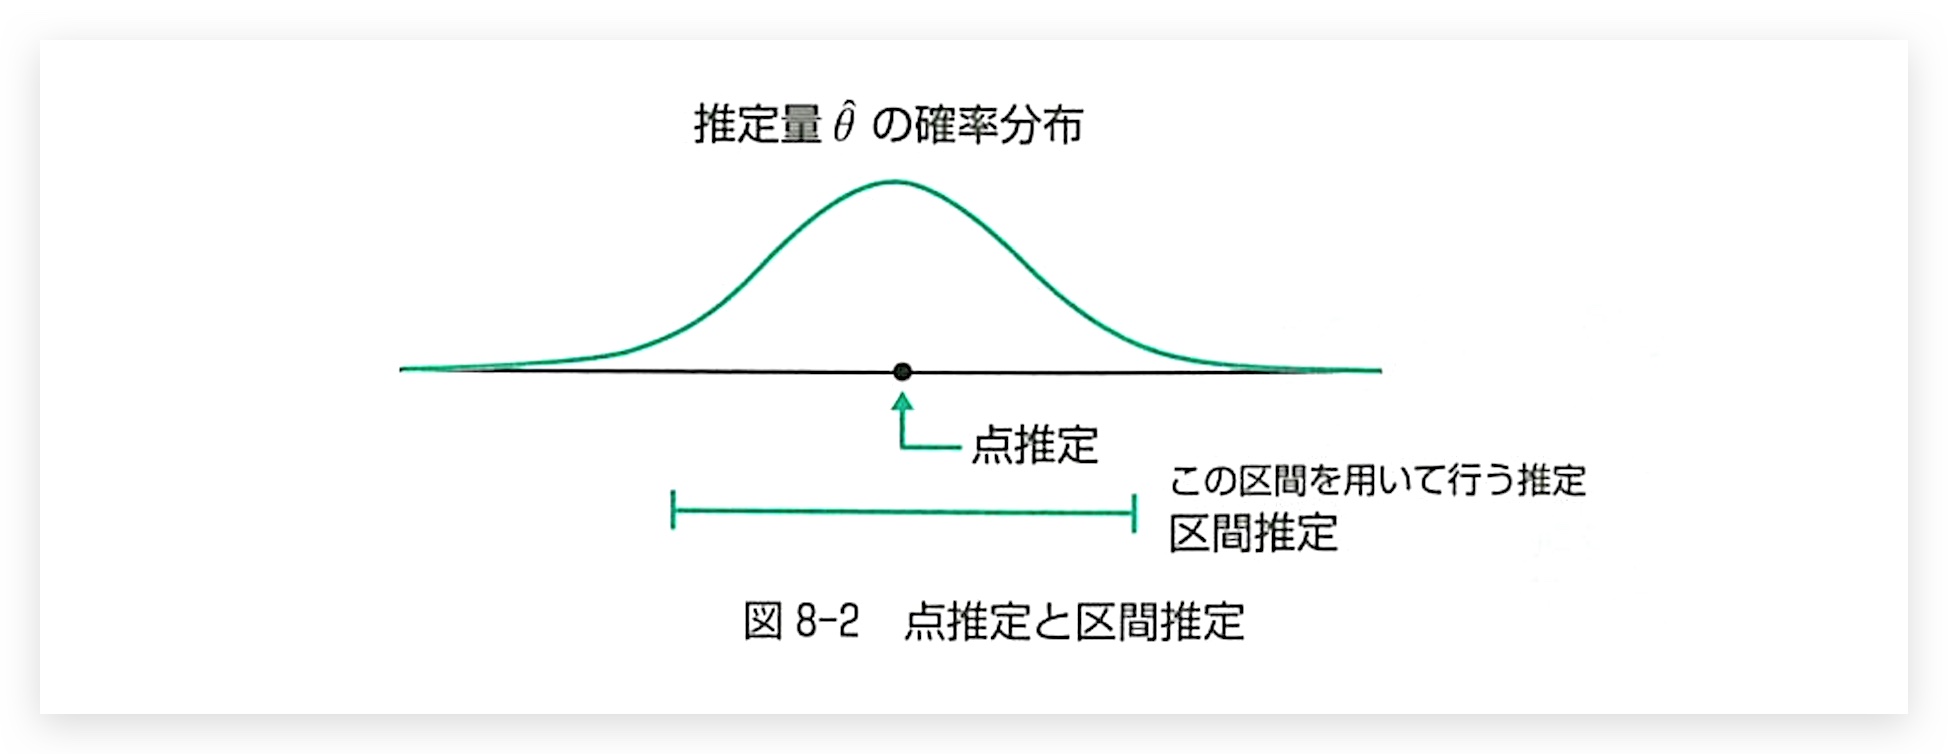 推定量 θ̂ の確率分布
点推定
この区間を用いて行う推定
区間推定
図 8-2　点推定と区間推定